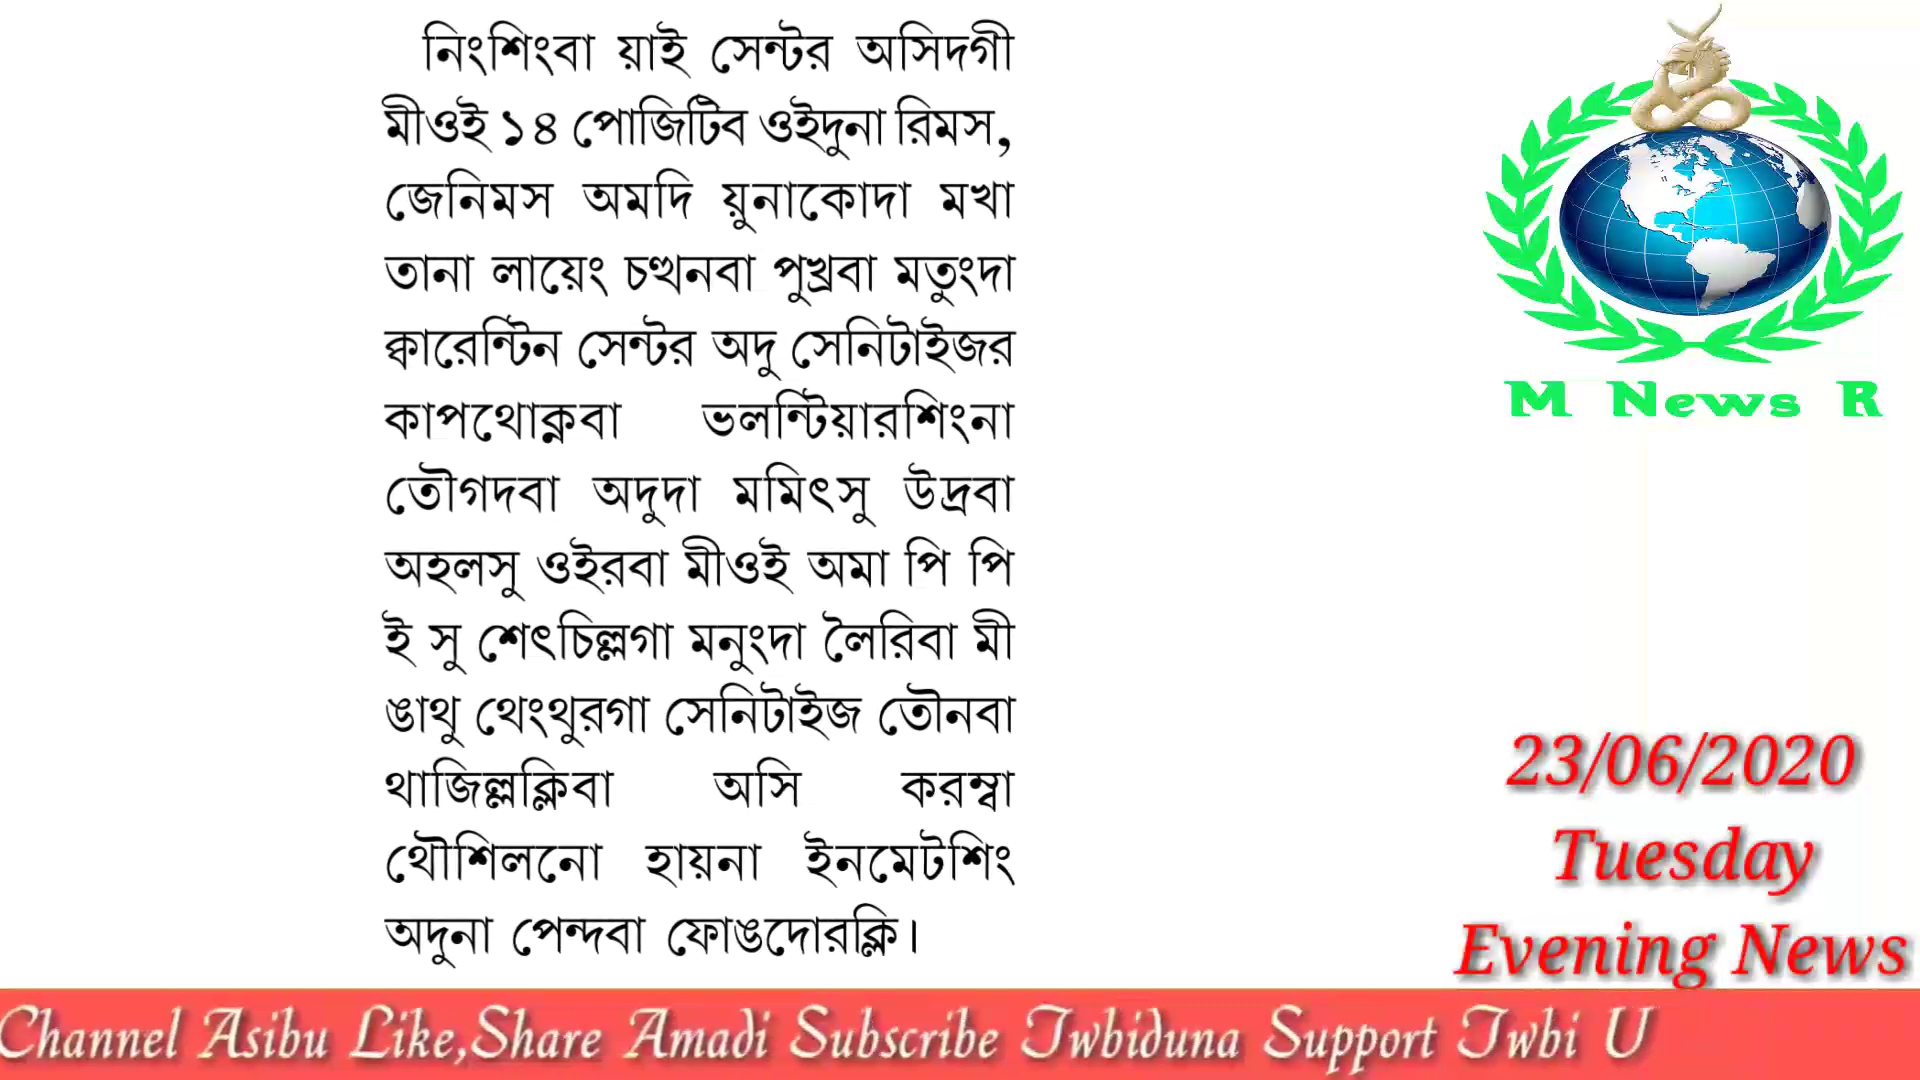 নিংশিংবা য়াই সেন্টর অসিদগী
মীওই ১৪ পোজিটিব ওইদুনা রিমস,
জেনিমস অমদি য়ুনাকোদা মখা
তানা লায়েং চত্থনবা পুখ্রবা মতুংদা
ক্বারেন্টিন সেন্টর অদু সেনিটাইজর
কাপথোক্লবা ভলন্টিয়ারশিংনা
তৌগদবা অদুদা মমিৎসু উদ্রবা
অহলসু ওইরবা মীওই অমা পি পি
ই সু শেৎচিল্লগা মনুংদা লৈরিবা মী
ঙাথু থেংথুরগা সেনিটাইজ তৌনবা
থাজিল্লক্লিবা অসি করম্বা
থৌশিলনো হায়না ইনমেটশিং
অদুনা পেন্দবা ফোঙদোরক্লি।
M News R
23/06/2020
Tuesday
Evening News
Channel Asibu Like,Share Amadi Subscribe Twbiduna Support Twbi U